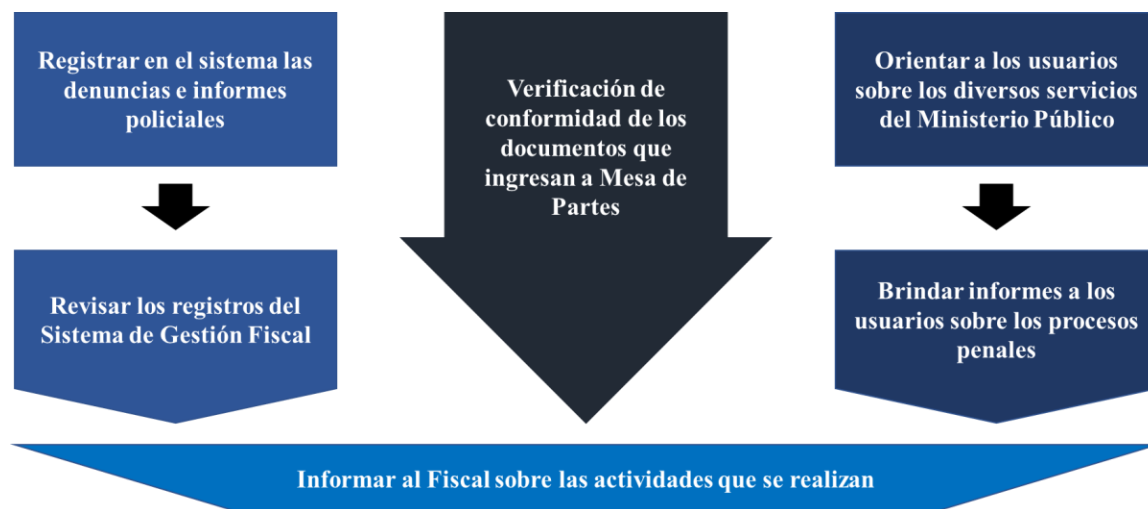 Registrar en el sistema las
denuncias e informes
policiales
Revisar los registros del
Sistema de Gestión Fiscal
Verificación de
conformidad de los
documentos que
ingresan a Mesa de
Partes
Orientar a los usuarios
sobre los diversos servicios
del Ministerio Público
Brindar informes a los
usuarios sobre los procesos
penales
Informar al Fiscal sobre las actividades que se realizan